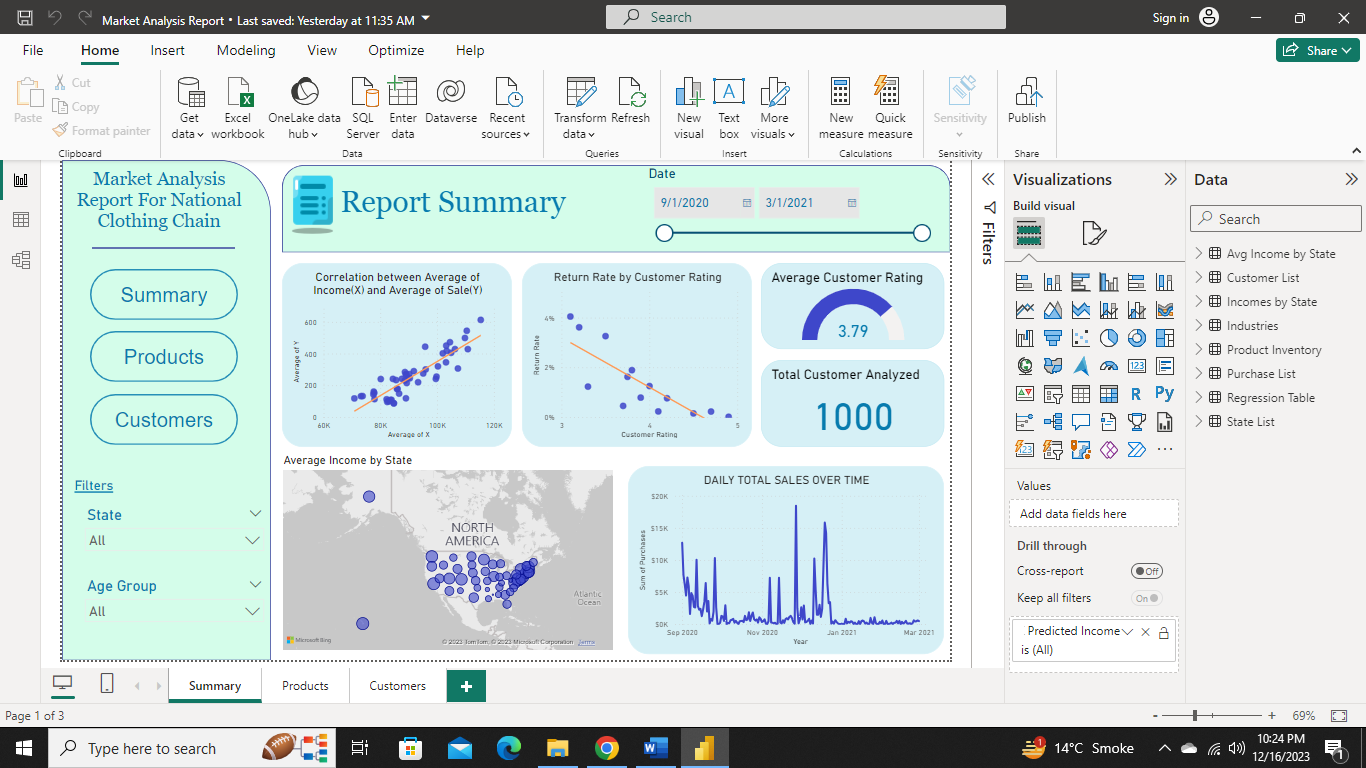 Market Analysis Report • Last saved: Yesterday at 11:35 AM
Search
Sign in
File
Home
Insert
Modeling
View
Optimize
Help
Share
Paste
Cut
Copy
Format painter
Clipboard
Get data
Excel workbook
OneLake data hub
SQL Server
Enter data
Dataverse
Recent sources
Data
Transform data
Refresh
Queries
New visual
Text box
More visuals
Insert
New measure
Quick measure
Calculations
Sensitivity
Sensitivity
Publish
Share
Market Analysis
Report For National
Clothing Chain
Summary
Products
Customers
Filters
State
All
Age Group
All
Report Summary
Date
9/1/2020
3/1/2021
Correlation between Average of
Income(X) and Average of Sale(Y)
Average of Y
600
400
200
0
60K
80K
100K
120K
Average of X
Return Rate by Customer Rating
Return Rate
4%
2%
0%
3
4
5
Customer Rating
Average Customer Rating
3.79
Total Customer Analyzed
1000
Average Income by State
NORTH
AMERICA
Atlantic
Ocean
Microsoft Bing
© 2023 TomTom, © 2023 Microsoft Corporation Terms
DAILY TOTAL SALES OVER TIME
Sum of Purchases
$20K
$15K
$10K
$5K
$0K
Sep 2020
Nov 2020
Jan 2021
Mar 2021
Year
Filters
Visualizations
Build visual
123
R
Py
123
Values
Add data fields here
Drill through
Cross-report
Off
Keep all filters
On
Predicted Income
is (All)
Data
Search
Avg Income by State
Customer List
Incomes by State
Industries
Product Inventory
Purchase List
Regression Table
State List
Summary
Products
Customers
Page 1 of 3
69%
Type here to search
1
14°C Smoke
10:24 PM
12/16/2023
1